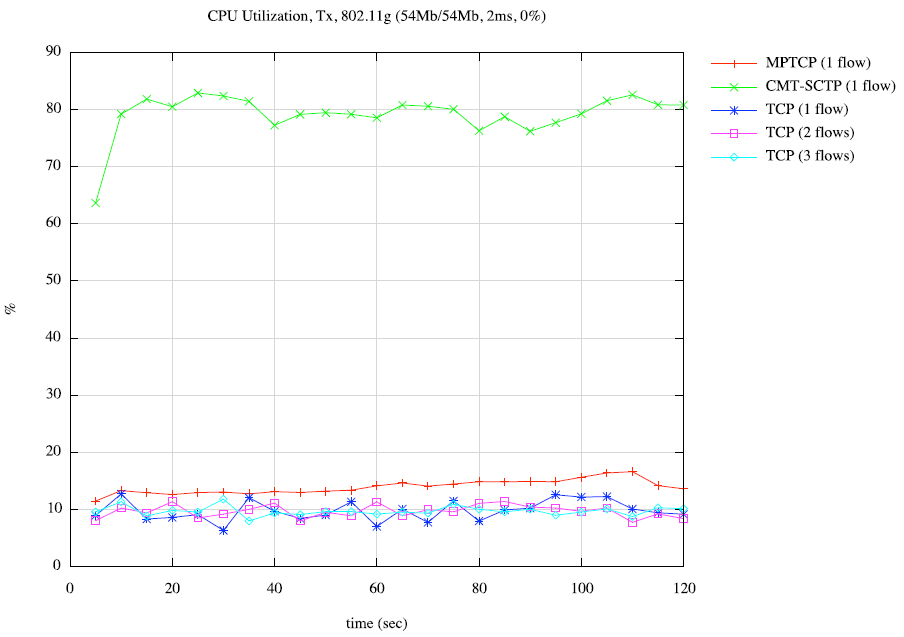 CPU Utilization, Tx, 802.11g (54Mb/54Mb, 2ms, 0%)
90
80
70
60
50
40
30
20
10
0
%
0 20 40 60 80 100 120
time (sec)
MPTCP (1 flow)
CMT-SCTP (1 flow)
TCP (1 flow)
TCP (2 flows)
TCP (3 flows)